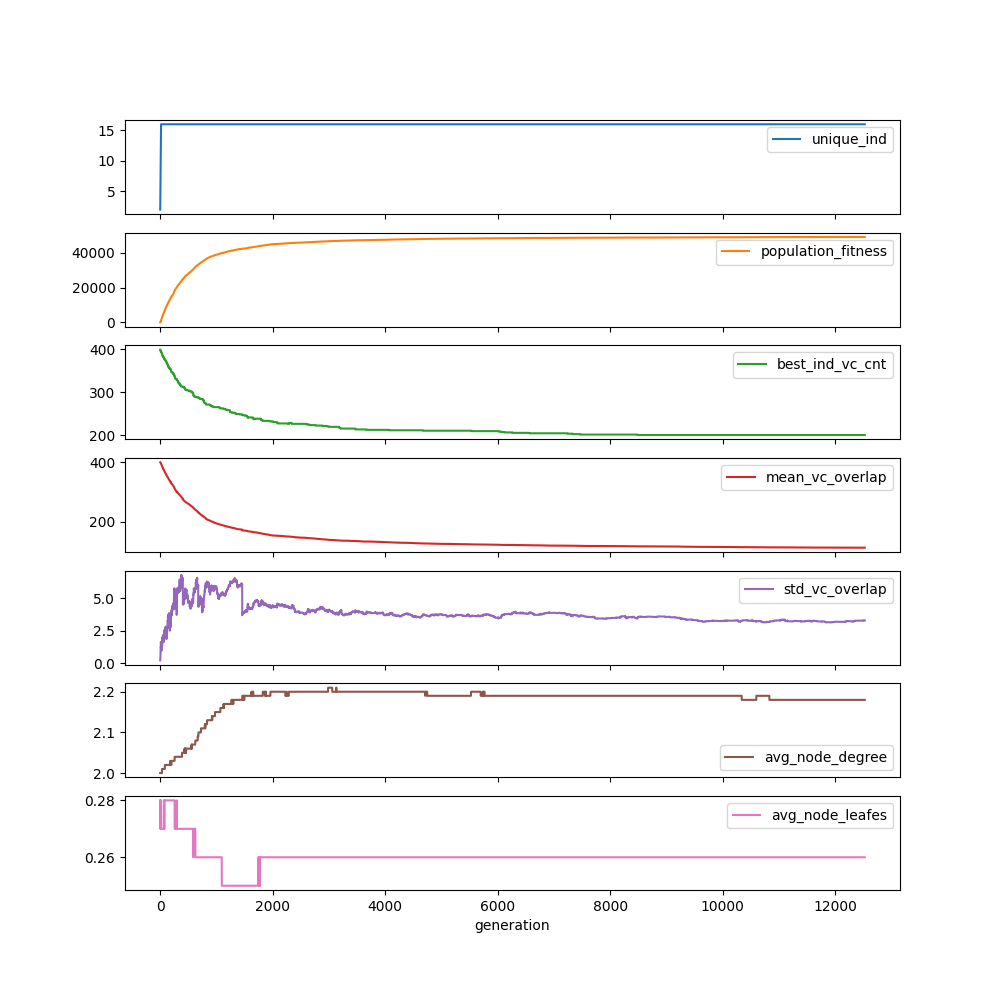 15
10
5
unique_ind
40000
20000
0
population_fitness
400
300
200
best_ind_vc_cnt
400
200
mean_vc_overlap
5.0
2.5
0.0
std_vc_overlap
2.2
2.1
2.0
avg_node_degree
0.28
0.26
avg_node_leafes
0 2000 4000 6000 8000 10000 12000
generation